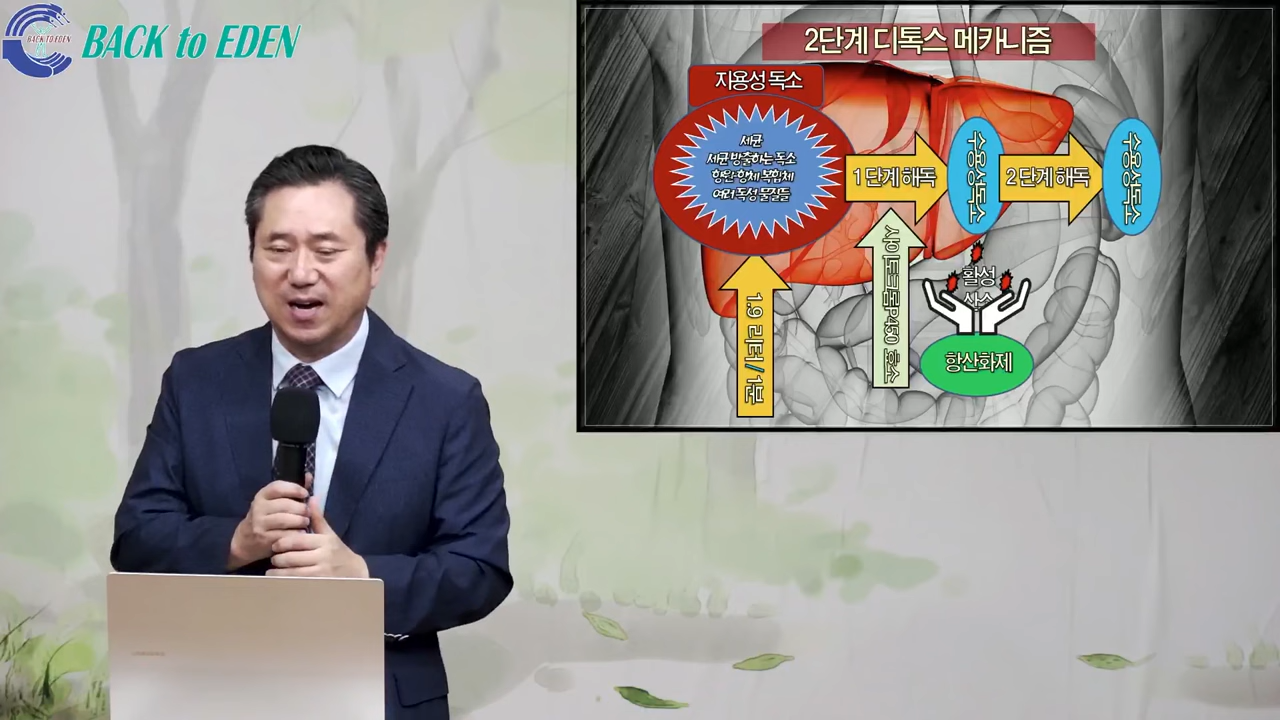 BACK TO EDEN
BACK to EDEN
2단계 디톡스 메카니즘
지용성 독소
세균
세균 방출하는 독소
항원-항체 복합체
여러 독성 물질들
1단계 해독
수용성독소
2단계 해독
수용성독소
1.9 리터 / 1분
사이토크롬P450 효소
활성
산소
항산화제